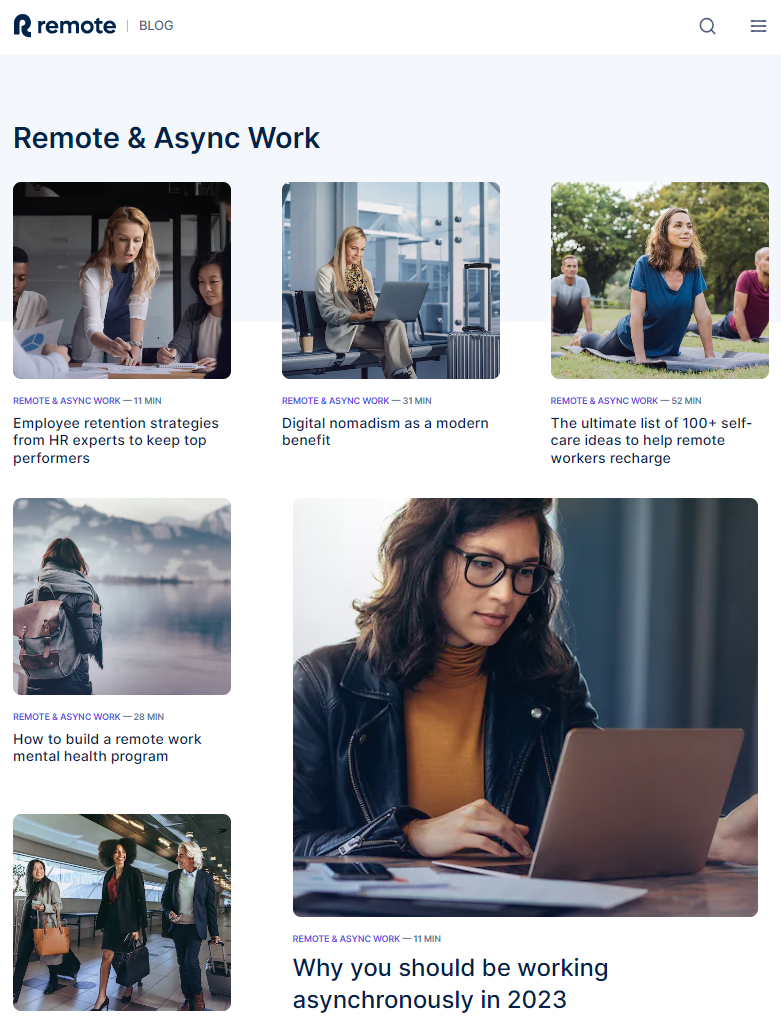 remote | BLOG
Remote & Async Work
REMOTE & ASYNC WORK — 11 MIN
Employee retention strategies
from HR experts to keep top
performers
REMOTE & ASYNC WORK — 31 MIN
Digital nomadism as a modern
benefit
REMOTE & ASYNC WORK — 52 MIN
The ultimate list of 100+ self-
care ideas to help remote
workers recharge
REMOTE & ASYNC WORK — 28 MIN
How to build a remote work
mental health program
REMOTE & ASYNC WORK — 11 MIN
Why you should be working
asynchronously in 2023